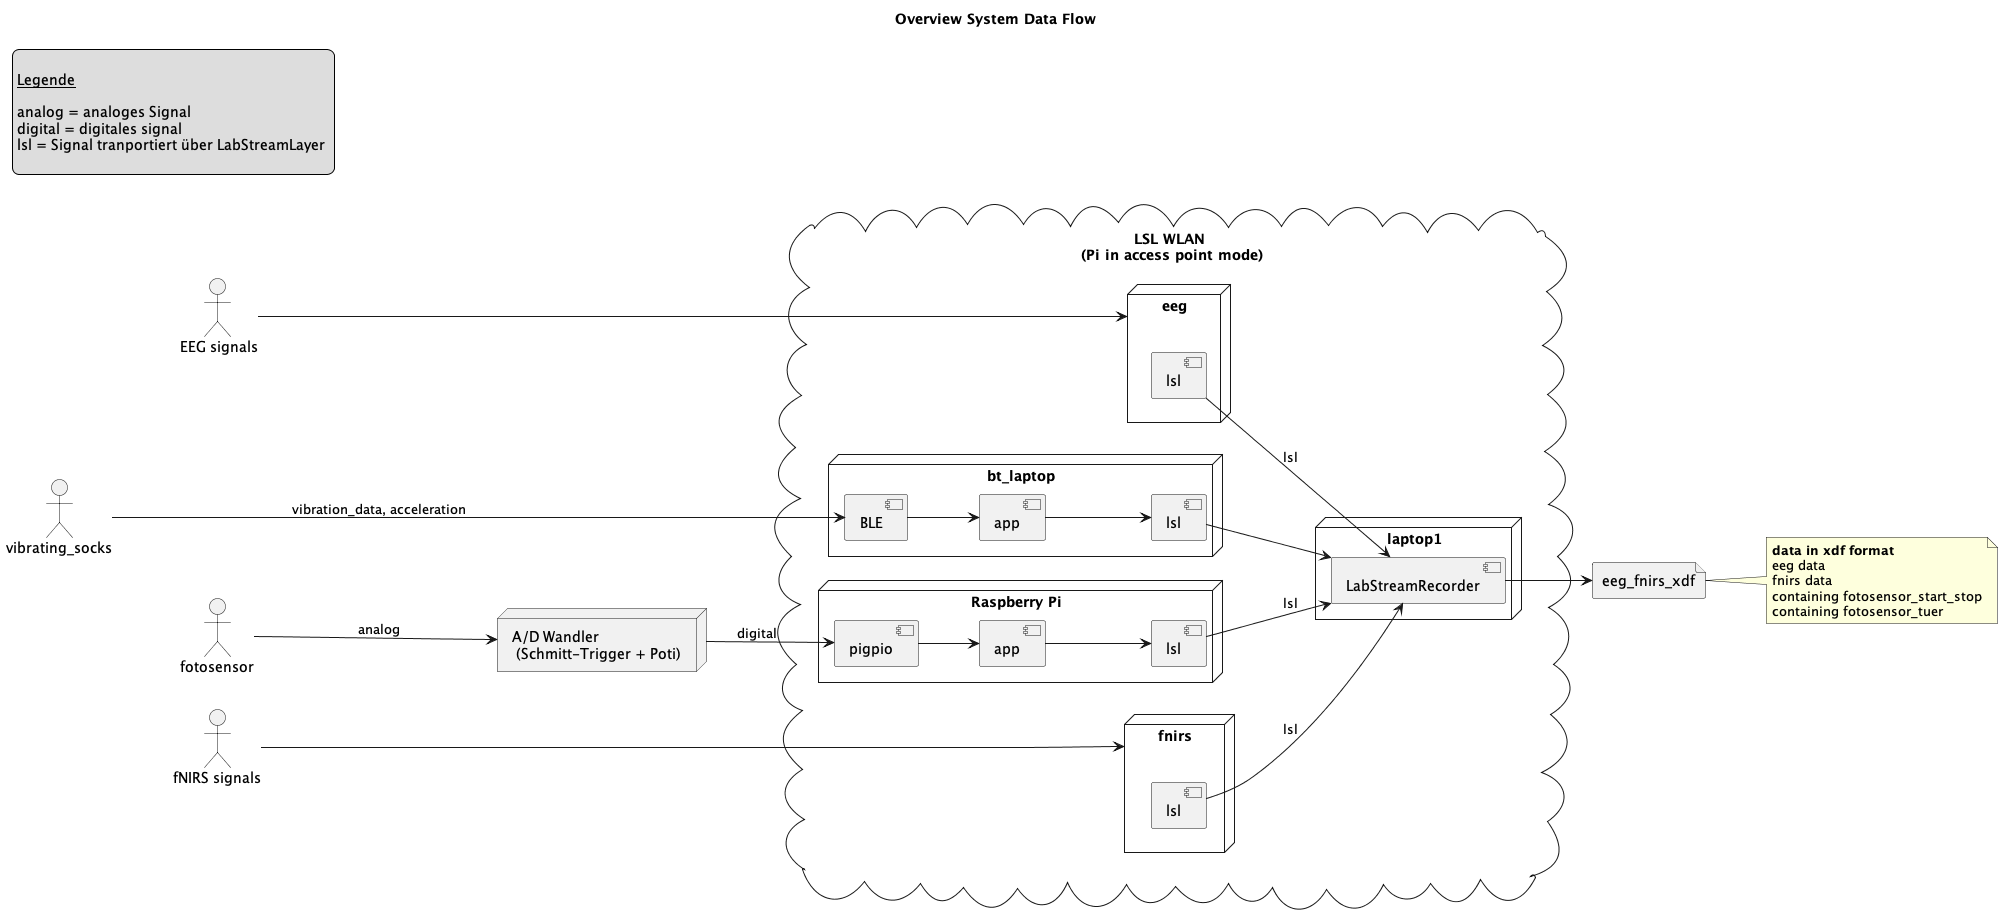 Overview System Data Flow
Legende
analog = analoges Signal
digital = digitales signal
lsl = Signal tranportiert über LabStreamLayer
LSL WLAN
(Pi in access point mode)
EEG signals
eeg
lsl
lsl
vibrating_socks
vibration_data, acceleration
bt_laptop
BLE
app
lsl
fotosensor
analog
A/D Wandler
(Schmitt-Trigger + Poti)
digital
Raspberry Pi
pigpio
app
lsl
lsl
laptop1
LabStreamRecorder
eeg_fnirs_xdf
data in xdf format
eeg data
fnirs data
containing fotosensor_start_stop
containing fotosensor_tuer
fNIRS signals
fnirs
lsl
lsl